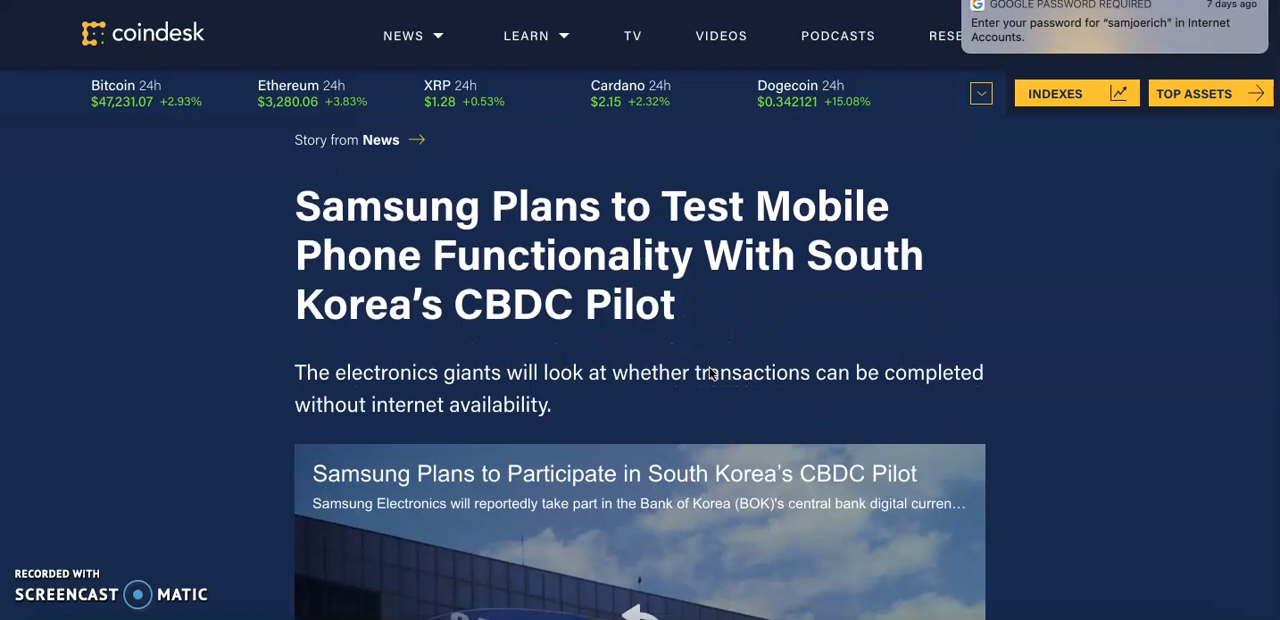 GOOGLE PASSWORD REQUIRED 7 days ago
Enter your password for “samjoerich” in Internet
Accounts.
coindesk
NEWS LEARN TV VIDEOS PODCASTS RESE
Bitcoin 24h Ethereum 24h XRP 24h Cardano 24h Dogecoin 24h
$47,231.07 +2.93% $3,280.06 +3.83% $1.28 +0.53% $2.15 +2.32% $0.342121 +15.08%
INDEXES TOP ASSETS
Story from News
Samsung Plans to Test Mobile
Phone Functionality With South
Korea’s CBDC Pilot
The electronics giants will look at whether transactions can be completed
without internet availability.
Samsung Plans to Participate in South Korea’s CBDC Pilot
Samsung Electronics will reportedly take part in the Bank of Korea (BOK)'s central bank digital curren…
RECORDED WITH
SCREENCAST MATIC